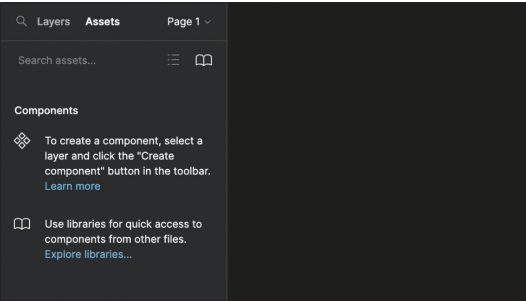 Layers Assets Page 1
Search assets...
Components
To create a component, select a
layer and click the "Create
component" button in the toolbar.
Learn more
Use libraries for quick access to
components from other files.
Explore libraries...